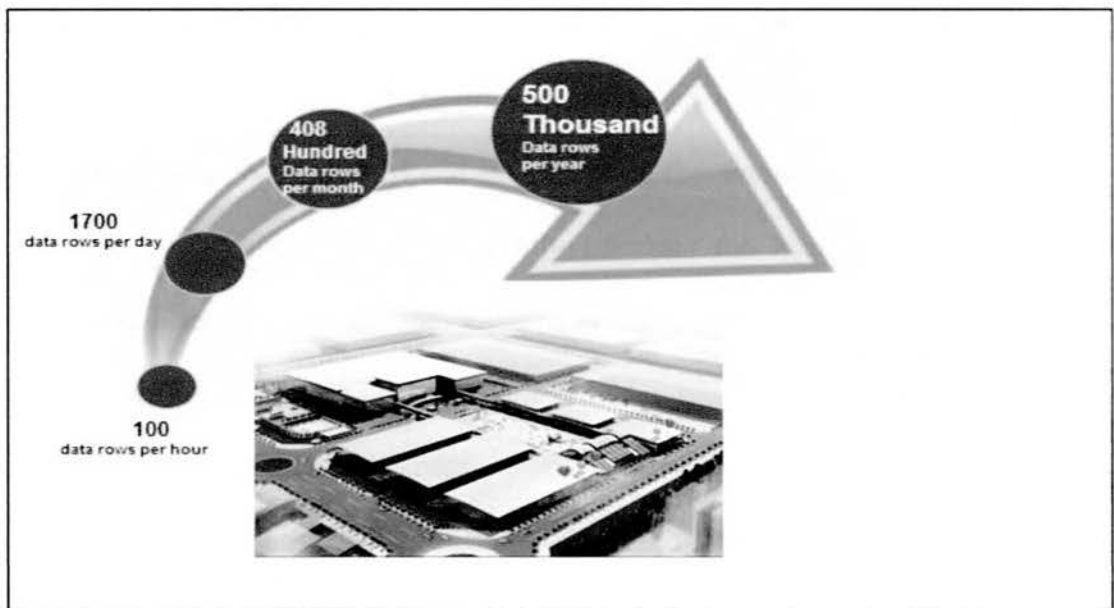 500
Thousand
Data rows
per year
408
Hundred
Data rows
per month
1700
data rows per day
100
data rows per hour